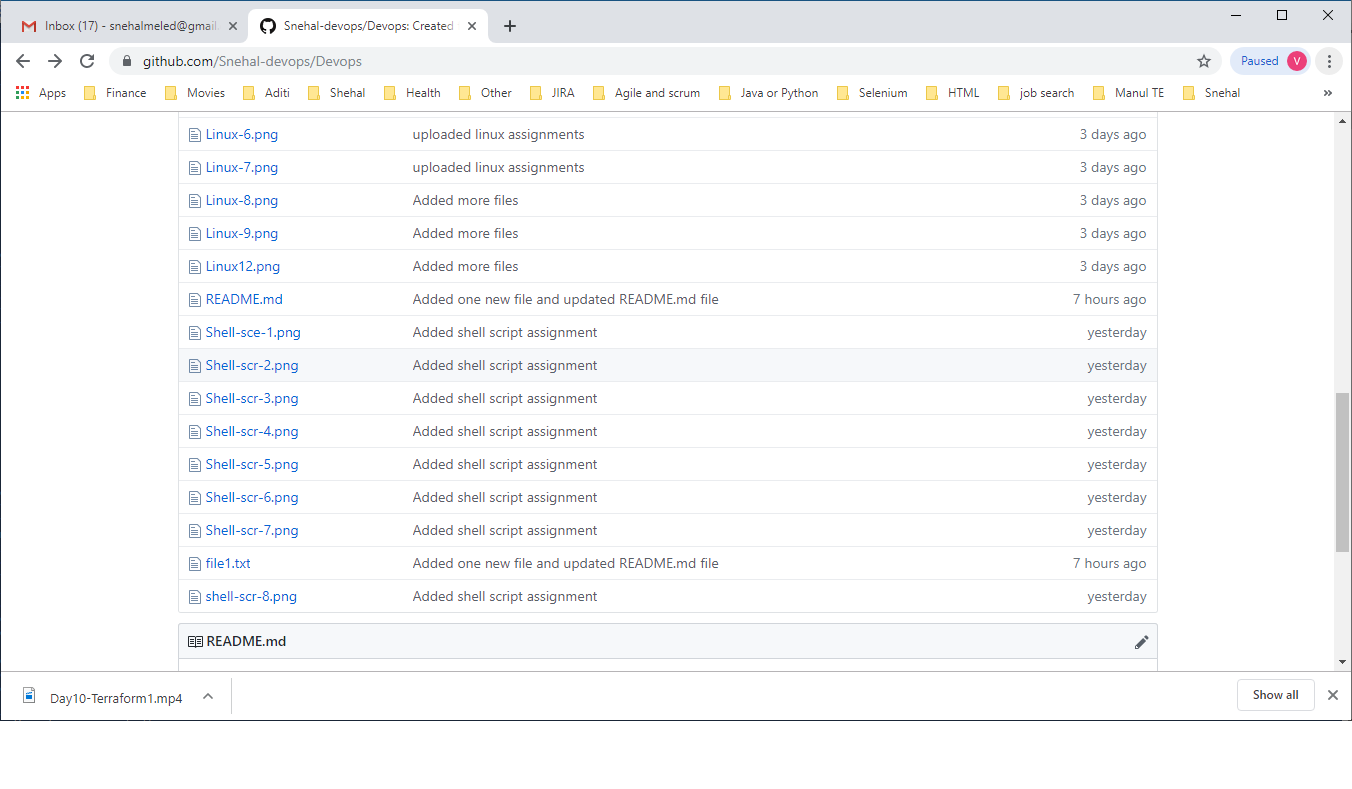 Inbox (17) - snehalmeled@gmail.
Snehal-devops/Devops: Created
github.com/Snehal-devops/Devops
Paused V
Apps Finance Movies Aditi Shehal Health Other JIRA Agile and scrum Java or Python Selenium HTML job search Manul TE Snehal »
Linux-6.png uploaded linux assignments 3 days ago
Linux-7.png uploaded linux assignments 3 days ago
Linux-8.png Added more files 3 days ago
Linux-9.png Added more files 3 days ago
Linux12.png Added more files 3 days ago
README.md Added one new file and updated README.md file 7 hours ago
Shell-sce-1.png Added shell script assignment yesterday
Shell-scr-2.png Added shell script assignment yesterday
Shell-scr-3.png Added shell script assignment yesterday
Shell-scr-4.png Added shell script assignment yesterday
Shell-scr-5.png Added shell script assignment yesterday
Shell-scr-6.png Added shell script assignment yesterday
Shell-scr-7.png Added shell script assignment yesterday
file1.txt Added one new file and updated README.md file 7 hours ago
shell-scr-8.png Added shell script assignment yesterday
README.md
Day10-Terraform1.mp4
Show all